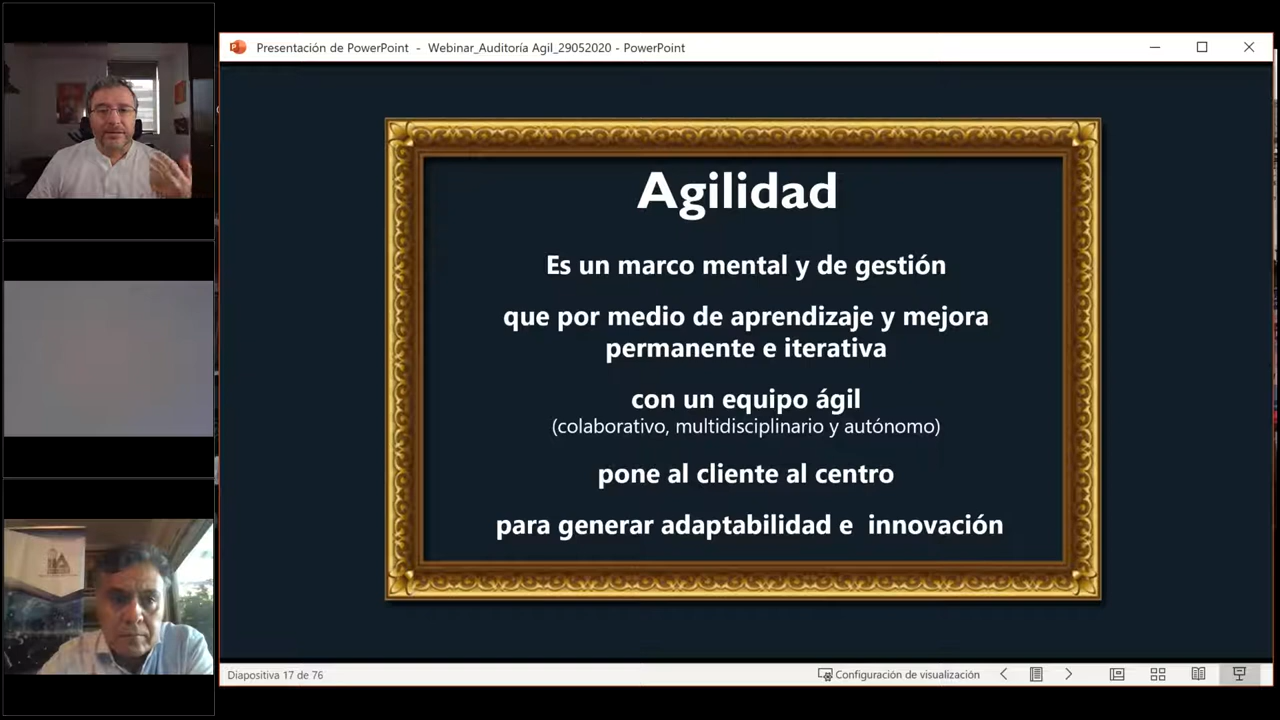 Presentación de PowerPoint - Webinar_Auditoría Agil_29052020 - PowerPoint
Agilidad
Es un marco mental y de gestión
que por medio de aprendizaje y mejora
permanente e iterativa
con un equipo ágil
(colaborativo, multidisciplinario y autónomo)
pone al cliente al centro
para generar adaptabilidad e innovación
Diapositiva 17 de 76
Configuración de visualización